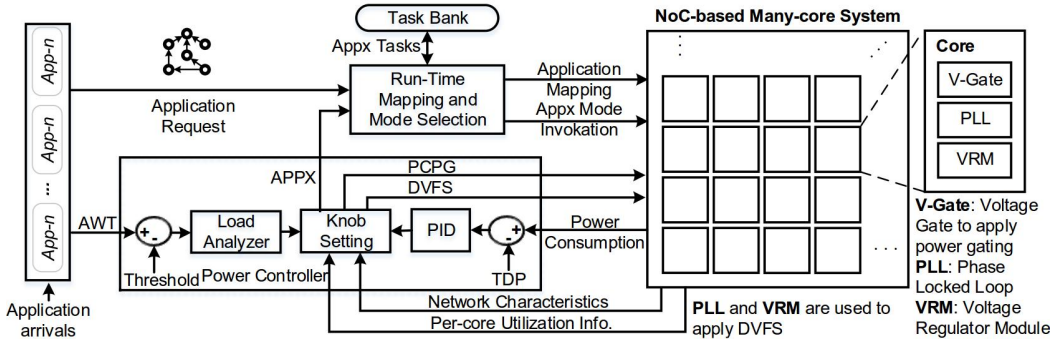 Task Bank
NoC-based Many-core System
Appx Tasks
Core
V-Gate
PLL
VRM
App-n
App-n
...
App-n
Run-Time
Mapping and
Mode Selection
Application
Mapping
Appx Mode
Invokation
Application
Request
APPX
PCPG
DVFS
AWT
+
-
Load
Analyzer
Knob
Setting
PID
-
+
Power
Consumption
Threshold
Power Controller
TDP
Network Characteristics
Per-core Utilization Info.
Application
arrivals
PLL and VRM are used to
apply DVFS
V-Gate: Voltage
Gate to apply
power gating
PLL: Phase
Locked Loop
VRM: Voltage
Regulator Module